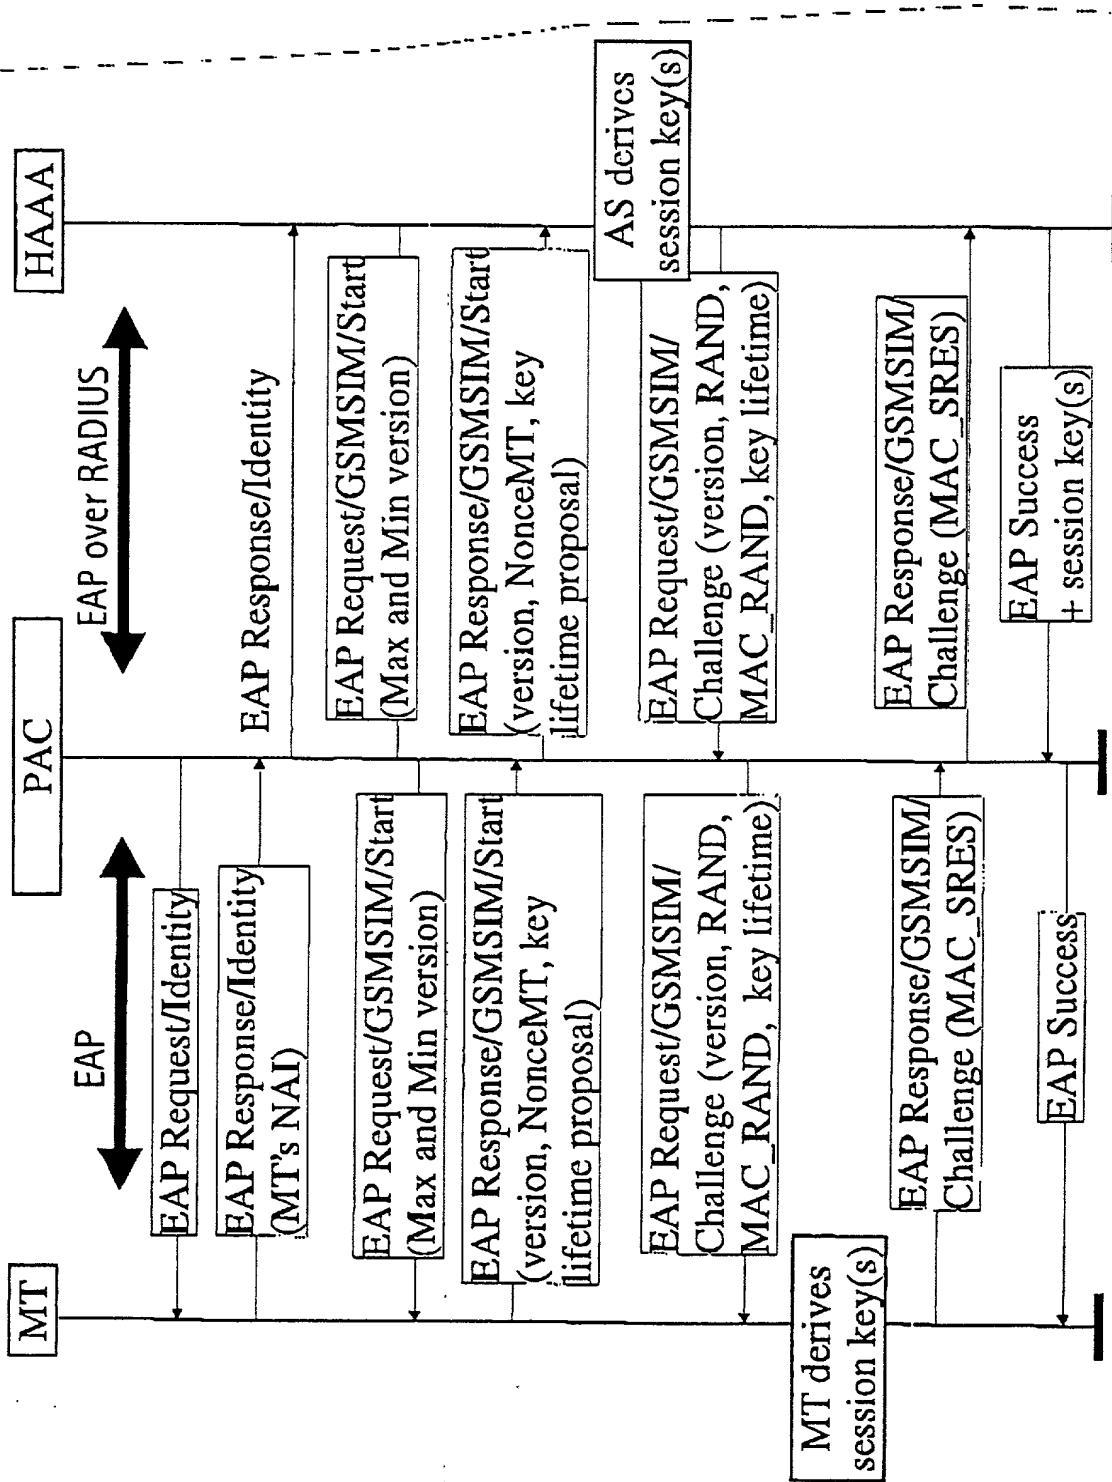 MT
PAC
HAAA
EAP
EAP over RADIUS
EAP Request/Identity
EAP Response/Identity
(MT's NAI)
EAP Response/Identity
EAP Request/GSMSIM/Start
(Max and Min version)
EAP Request/GSMSIM/Start
(Max and Min version)
EAP Response/GSMSIM/Start
(version, NonceMT, key
lifetime proposal)
EAP Response/GSMSIM/Start
(version, NonceMT, key
lifetime proposal)
AS derives
session key(s)
EAP Request/GSMSIM/
Challenge (version, RAND,
MAC_RAND, key lifetime)
EAP Request/GSMSIM/
Challenge (version, RAND,
MAC_RAND, key lifetime)
MT derives
session key(s)
EAP Response/GSMSIM/
Challenge (MAC_SRES)
EAP Response/GSMSIM/
Challenge (MAC_SRES)
EAP Success
+ session key(s)
EAP Success